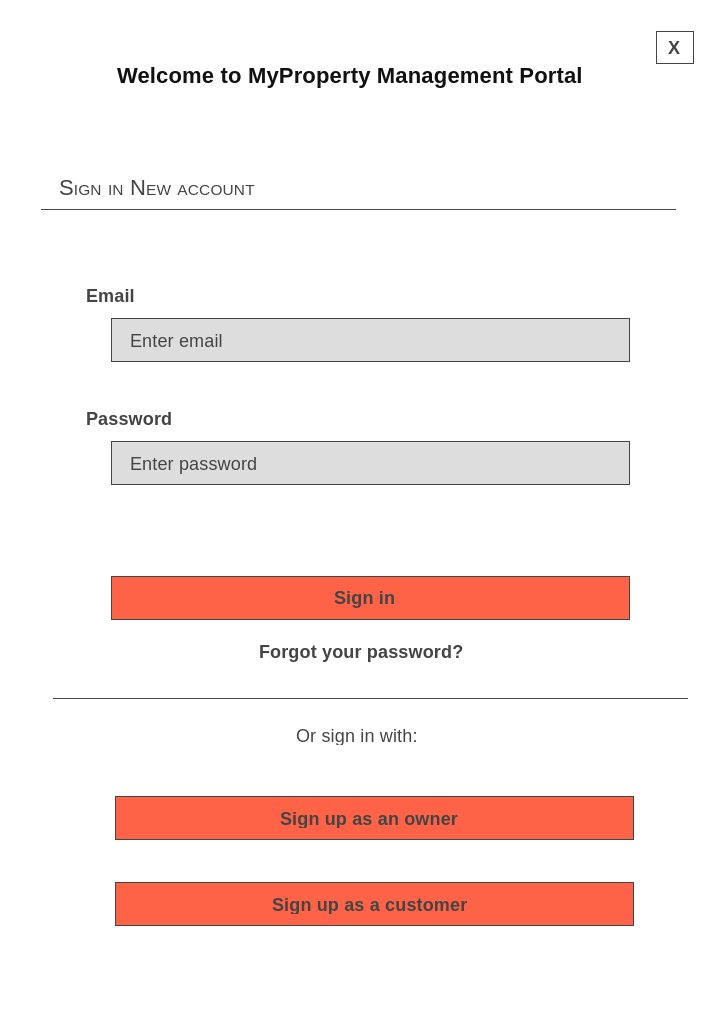 X
Welcome to MyProperty Management Portal
Sign in New account
Email
Enter email
Password
Enter password
Sign in
Forgot your password?
Or sign in with:
Sign up as an owner
Sign up as a customer